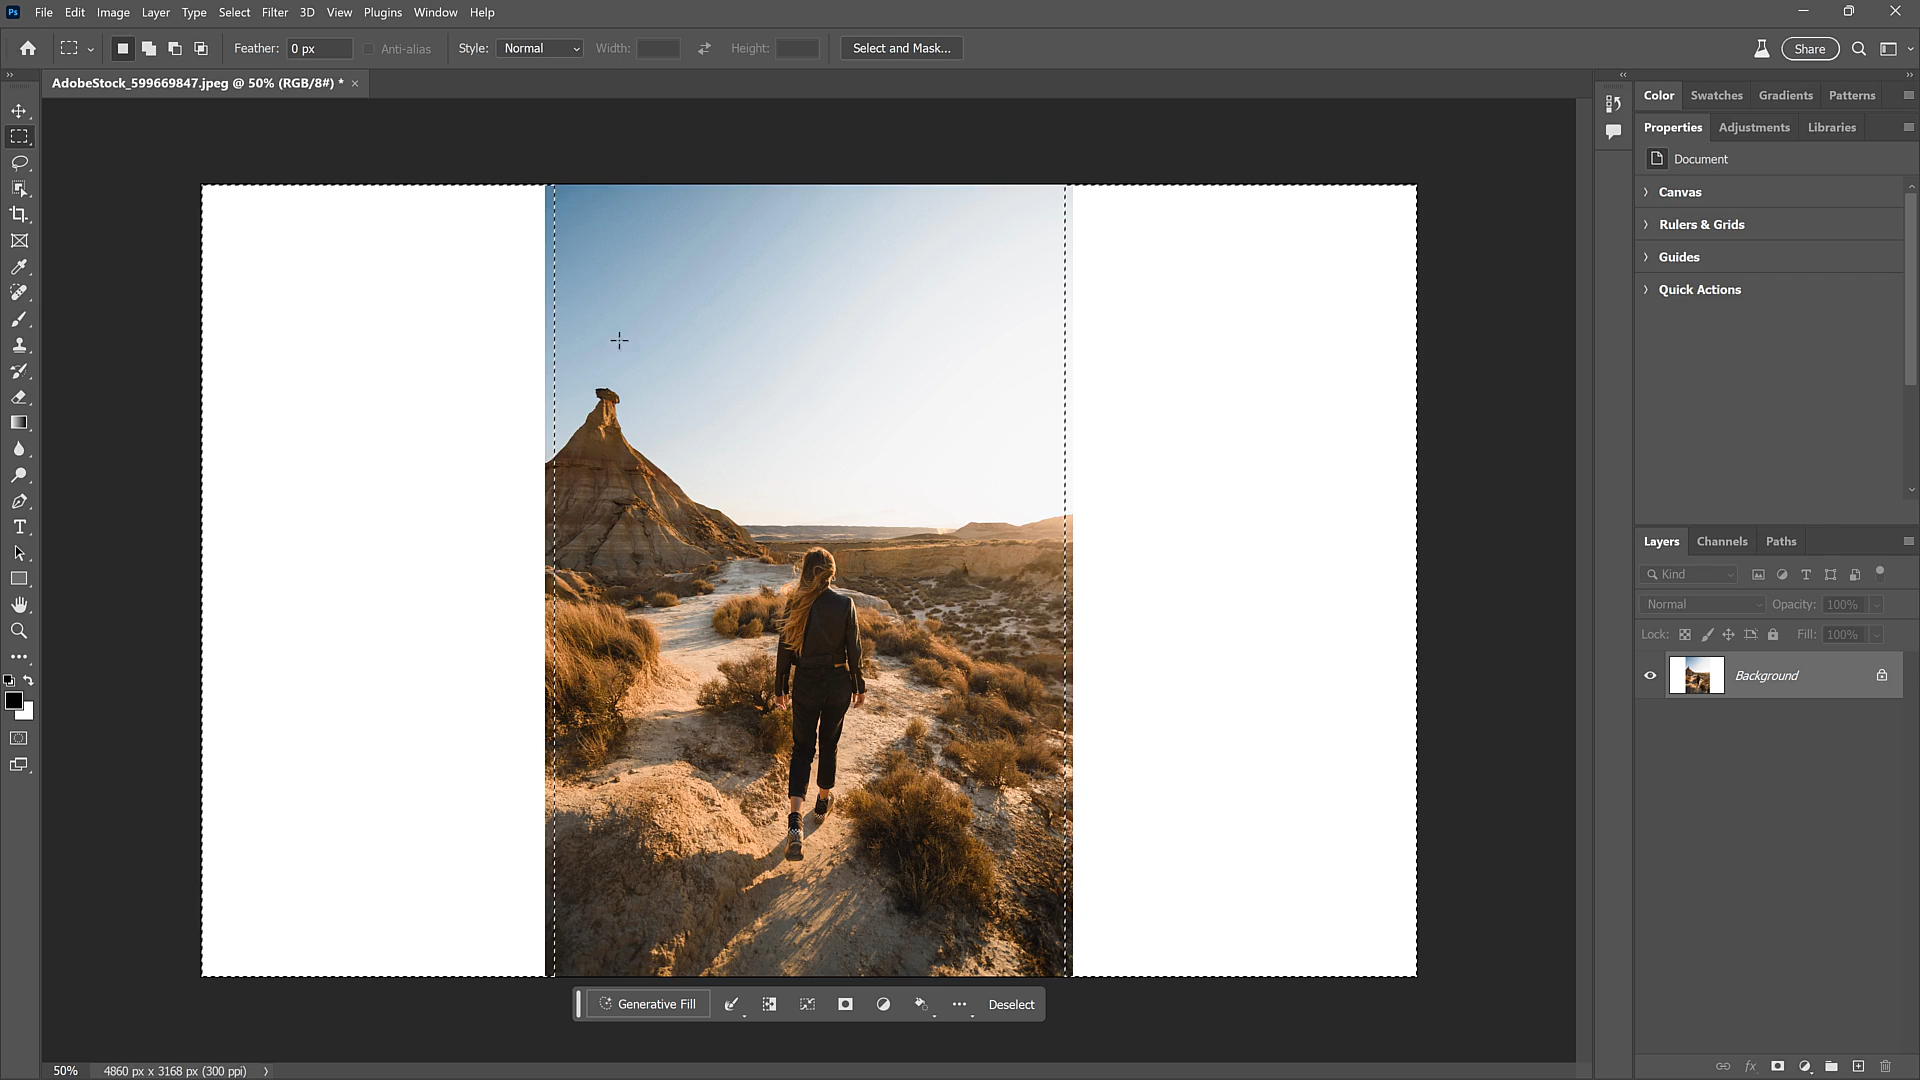 Ps File Edit Image Layer Type Select Filter 3D View Plugins Window Help
Feather: 0 px Anti-alias Style: Normal Width: Height: Select and Mask... Share
AdobeStock_599669847.jpeg @ 50% (RGB/8#) * ×
Color Swatches Gradients Patterns
Properties Adjustments Libraries
Document
Canvas
Rulers & Grids
Guides
Quick Actions
Layers Channels Paths
Kind
Normal Opacity: 100%
Lock: Fill: 100%
Background
Generative Fill Deselect
50% 4860 px x 3168 px (300 ppi)
fx